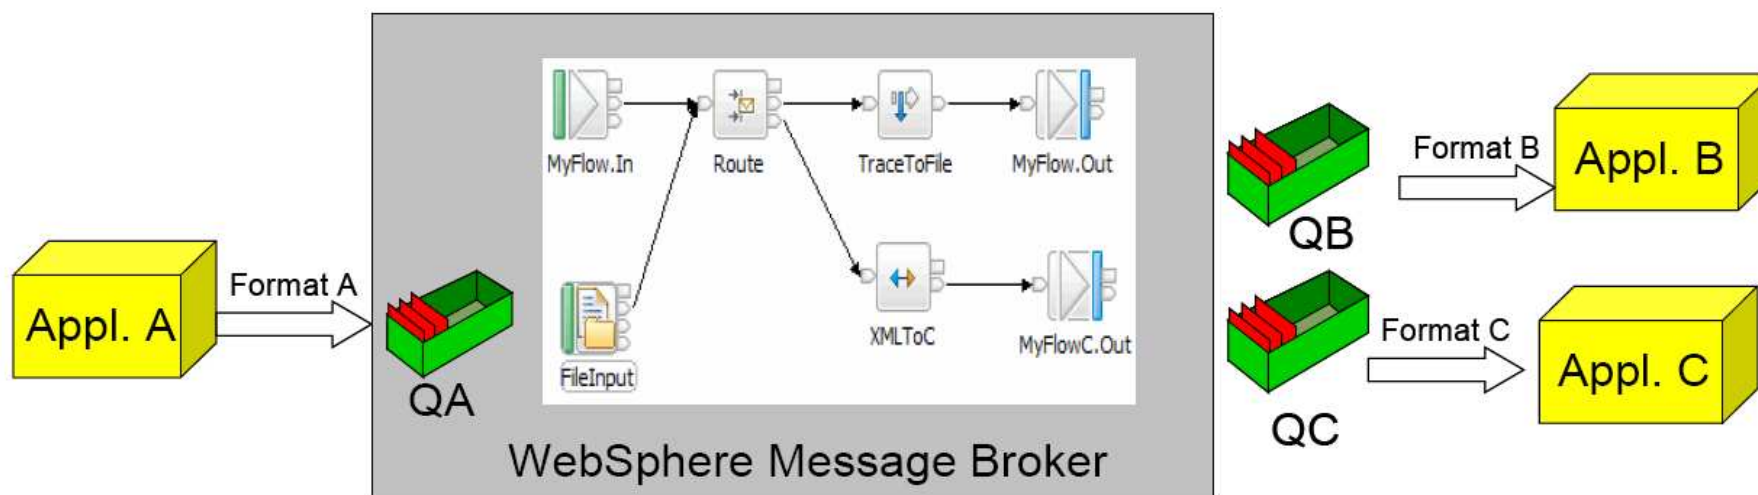 MyFlow.In
Route
TraceToFile
MyFlow.Out
Format B
Appl. B
QB
Format A
Appl. A
QA
FileInput
XMLToC
MyFlowC.Out
Format C
Appl. C
QC
WebSphere Message Broker